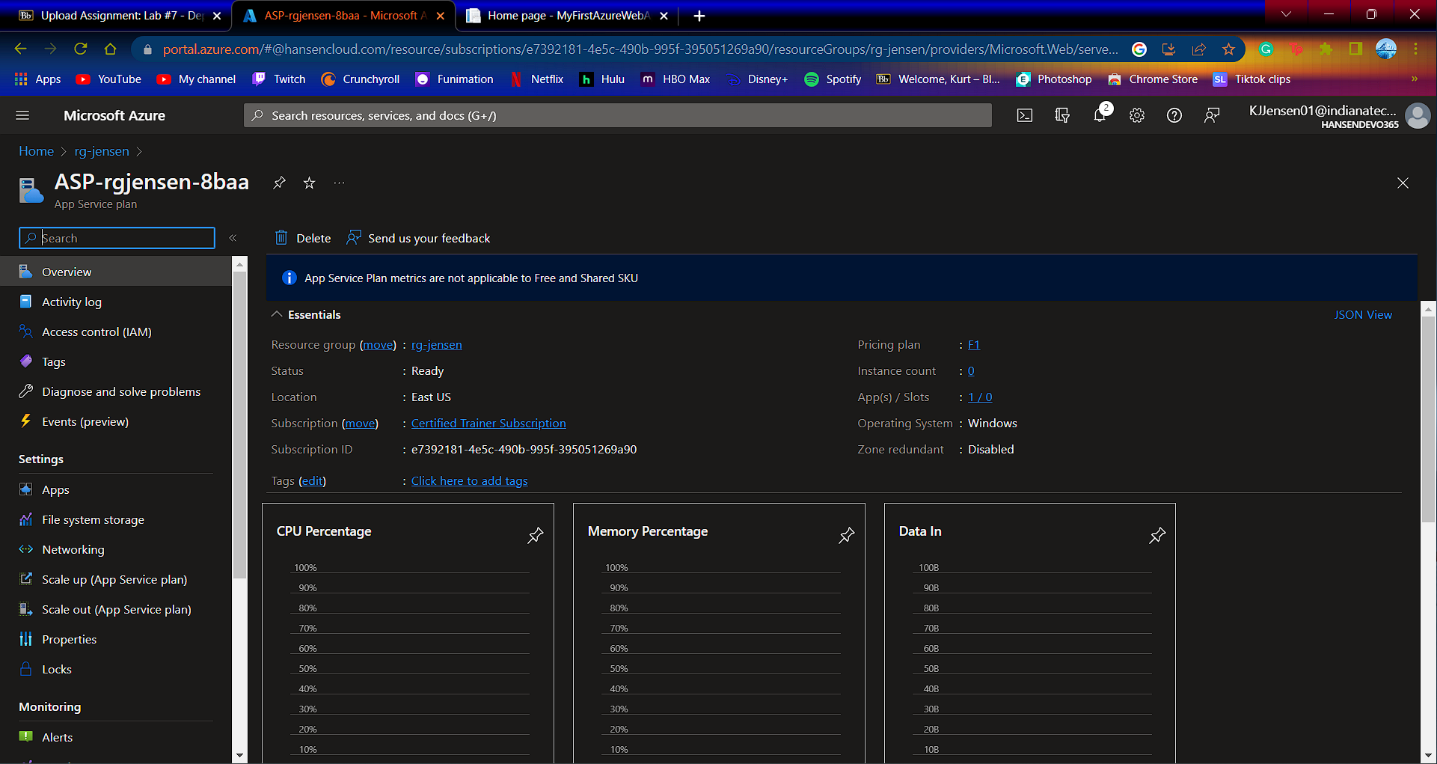 Upload Assignment: Lab #7 - Dep
ASP-rgjensen-8baa - Microsoft A
Home page - MyFirstAzureWebA
portal.azure.com/#@hansencloud.com/resource/subscriptions/e7392181-4e5c-490b-995f-395051269a90/resourceGroups/rg-jensen/providers/Microsoft.Web/serve...
Apps YouTube My channel Twitch Crunchyroll Funimation Netflix Hulu HBO Max Disney+ Spotify Welcome, Kurt – Bl... Photoshop Chrome Store Tiktok clips
Microsoft Azure
Search resources, services, and docs (G+/)
2
KJJensen01@indianatec...
HANSENDEVO365
Home > rg-jensen >
ASP-rgjensen-8baa
App Service plan
Search
Delete
Send us your feedback
Overview
Activity log
Access control (IAM)
Tags
Diagnose and solve problems
Events (preview)
Settings
Apps
File system storage
Networking
Scale up (App Service plan)
Scale out (App Service plan)
Properties
Locks
Monitoring
Alerts
App Service Plan metrics are not applicable to Free and Shared SKU
Essentials
JSON View
Resource group (move) : rg-jensen
Status : Ready
Location : East US
Subscription (move) : Certified Trainer Subscription
Subscription ID : e7392181-4e5c-490b-995f-395051269a90
Tags (edit) : Click here to add tags
Pricing plan : F1
Instance count : 0
App(s) / Slots : 1 / 0
Operating System : Windows
Zone redundant : Disabled
CPU Percentage
100%
90%
80%
70%
60%
50%
40%
30%
20%
10%
Memory Percentage
100%
90%
80%
70%
60%
50%
40%
30%
20%
10%
Data In
100B
90B
80B
70B
60B
50B
40B
30B
20B
10B